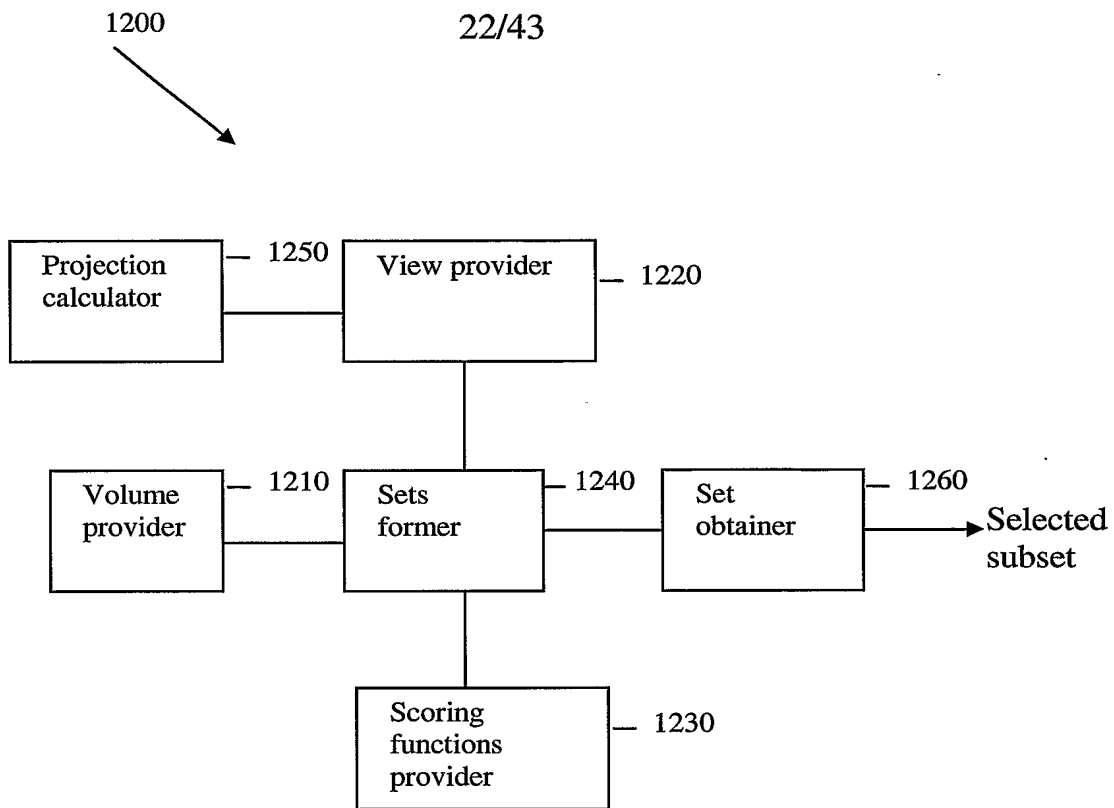 1200
22/43
Projection
calculator
1250
View provider
1220
Volume
provider
1210
Sets
former
1240
Set
obtainer
1260
Selected
subset
Scoring
functions
provider
1230